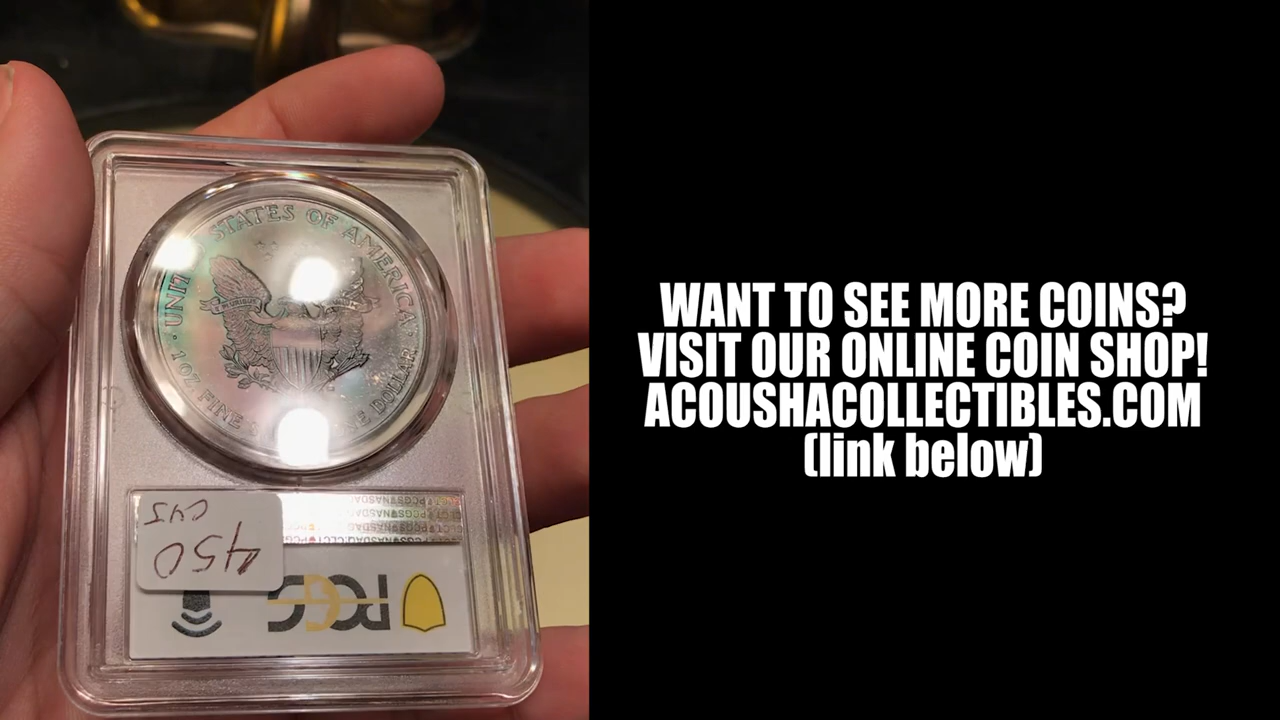 UNITED STATES OF AMERICA
PLURIBUS
1 OZ. FINE
DOLLAR
450
PCGS
WANT TO SEE MORE COINS?
VISIT OUR ONLINE COIN SHOP!
ACOUSHACOLLECTIBLES.COM
(link below)